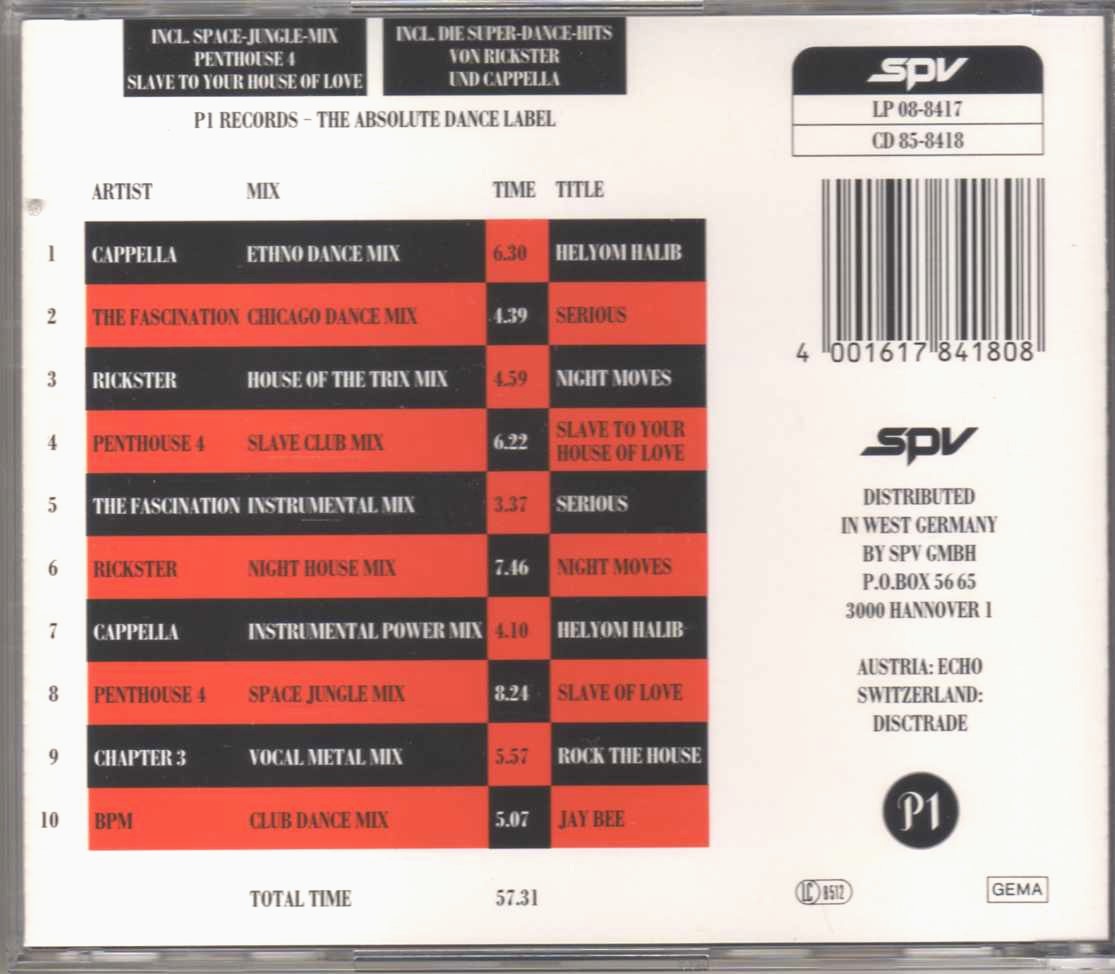 INCL. SPACE-JUNGLE-MIX
PENTHOUSE 4
SLAVE TO YOUR HOUSE OF LOVE
INCL. DIE SUPER-DANCE-HITS
VON RICKSTER
UND CAPPELLA
P1 RECORDS – THE ABSOLUTE DANCE LABEL
spv
LP 08-8417
CD 85-8418
ARTIST MIX TIME TITLE
1 CAPPELLA ETHNO DANCE MIX 6.30 HELYOM HALIB
2 THE FASCINATION CHICAGO DANCE MIX 4.39 SERIOUS
3 RICKSTER HOUSE OF THE TRIX MIX 4.59 NIGHT MOVES
4 PENTHOUSE 4 SLAVE CLUB MIX 6.22 SLAVE TO YOUR
HOUSE OF LOVE
5 THE FASCINATION INSTRUMENTAL MIX 3.37 SERIOUS
6 RICKSTER NIGHT HOUSE MIX 7.46 NIGHT MOVES
7 CAPPELLA INSTRUMENTAL POWER MIX 4.10 HELYOM HALIB
8 PENTHOUSE 4 SPACE JUNGLE MIX 8.24 SLAVE OF LOVE
9 CHAPTER 3 VOCAL METAL MIX 5.57 ROCK THE HOUSE
10 BPM CLUB DANCE MIX 5.07 JAY BEE
TOTAL TIME 57.31
4 001617 841808
spv
DISTRIBUTED
IN WEST GERMANY
BY SPV GMBH
P.O.BOX 56 65
3000 HANNOVER 1
AUSTRIA: ECHO
SWITZERLAND:
DISCTRADE
P1
LC 8512
GEMA